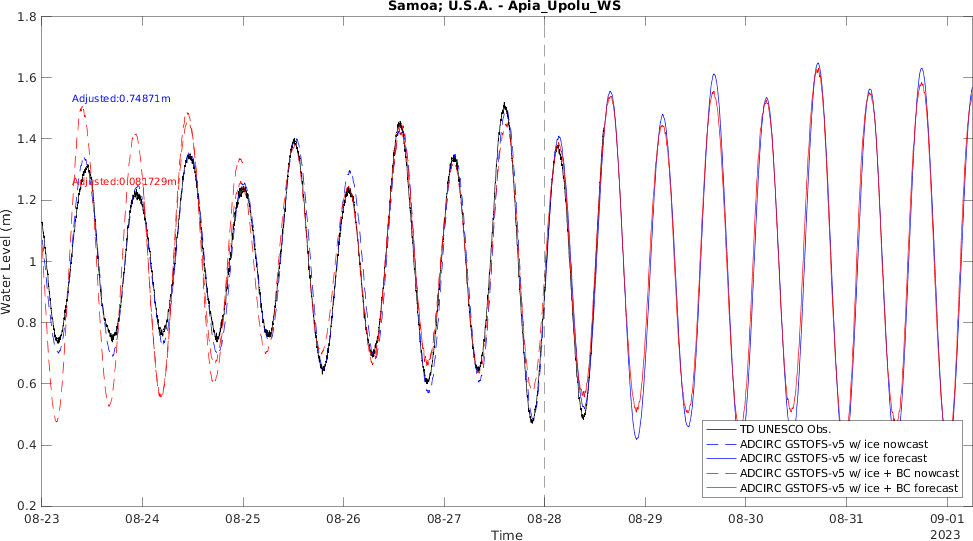 Samoa; U.S.A. - Apia_Upolu_WS
1.8
1.6
1.4
1.2
1
0.8
0.6
0.4
0.2
Water Level (m)
Adjusted:0.74871m
Adjusted:0.081729m
TD UNESCO Obs.
ADCIRC GSTOFS-v5 w/ ice nowcast
ADCIRC GSTOFS-v5 w/ ice forecast
ADCIRC GSTOFS-v5 w/ ice + BC nowcast
ADCIRC GSTOFS-v5 w/ ice + BC forecast
08-23 08-24 08-25 08-26 08-27 08-28 08-29 08-30 08-31 09-01
2023
Time